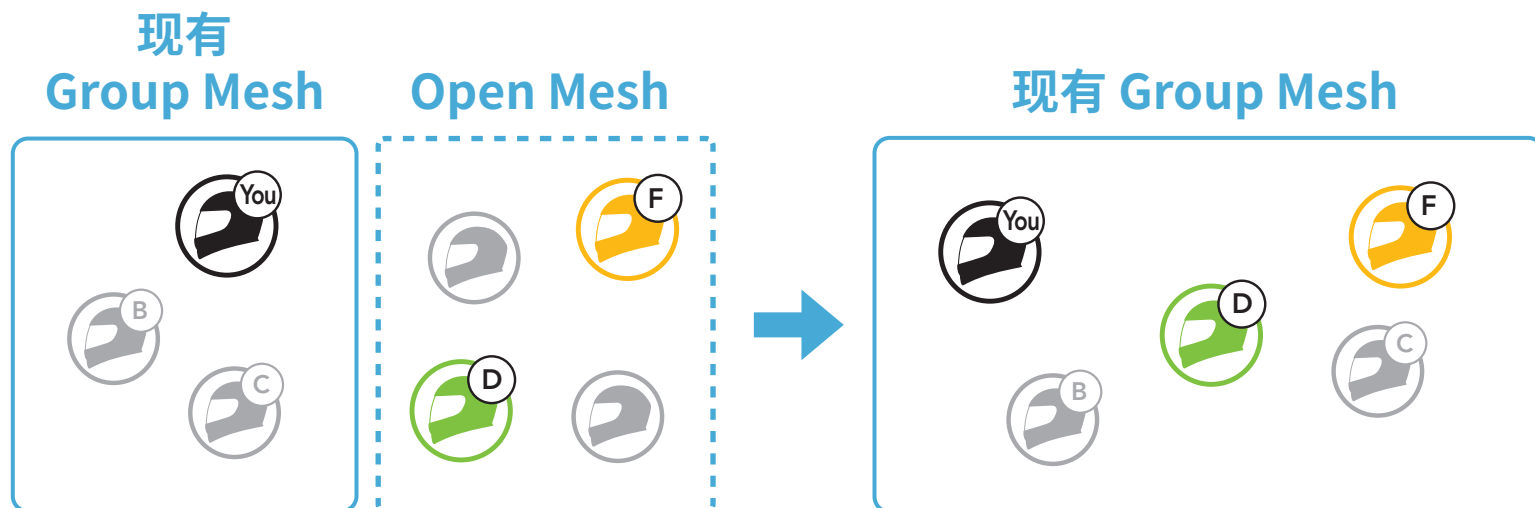 现有
Group Mesh
Open Mesh
现有 Group Mesh
You
B
C
F
D
You
F
D
C
B